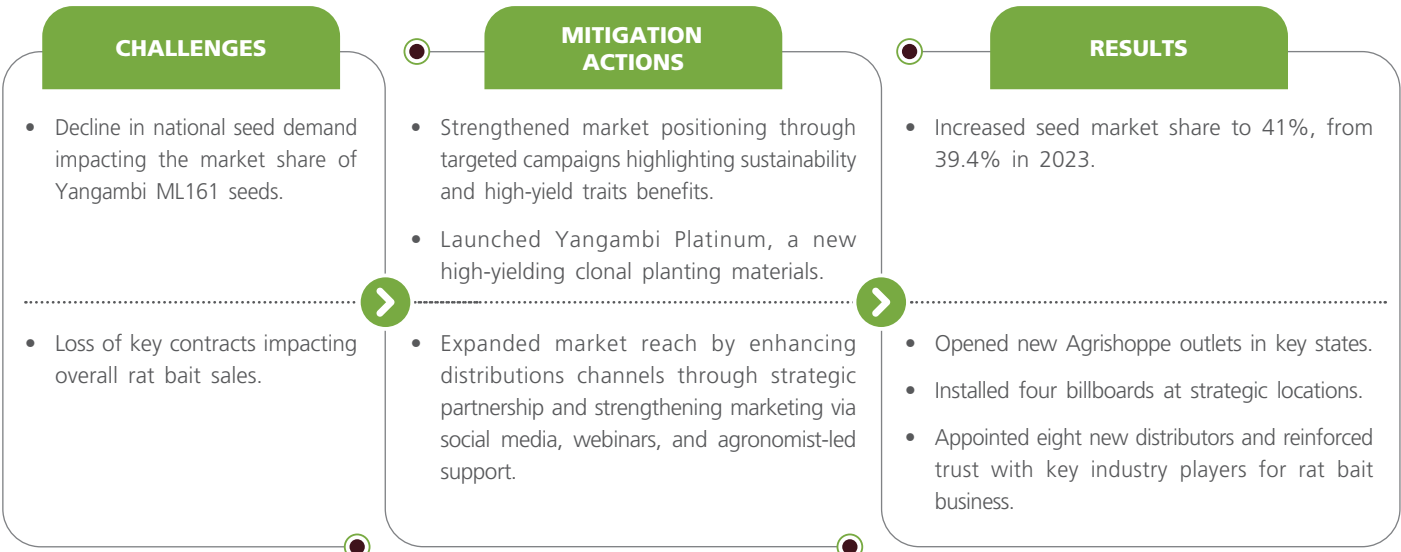 CHALLENGES
• Decline in national seed demand
impacting the market share of
Yangambi ML161 seeds.
• Loss of key contracts impacting
overall rat bait sales.
MITIGATION
ACTIONS
• Strengthened market positioning through
targeted campaigns highlighting sustainability
and high-yield traits benefits.
• Launched Yangambi Platinum, a new
high-yielding clonal planting materials.
• Expanded market reach by enhancing
distributions channels through strategic
partnership and strengthening marketing via
social media, webinars, and agronomist-led
support.
RESULTS
• Increased seed market share to 41%, from
39.4% in 2023.
• Opened new Agrishoppe outlets in key states.
• Installed four billboards at strategic locations.
• Appointed eight new distributors and reinforced
trust with key industry players for rat bait
business.